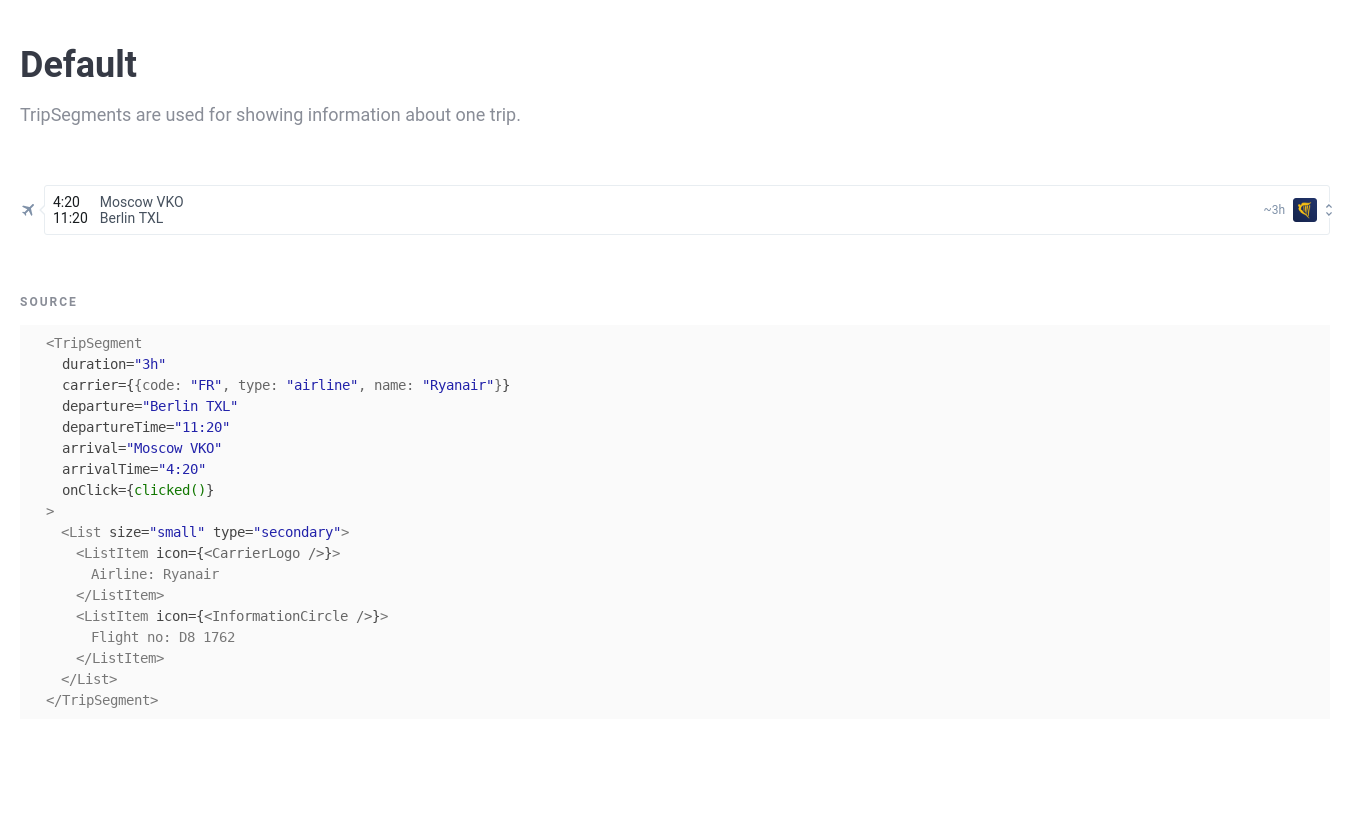 Default
TripSegments are used for showing information about one trip.
4:20 Moscow VKO
11:20 Berlin TXL
~3h
SOURCE
<TripSegment
duration="3h"
carrier={{code: "FR", type: "airline", name: "Ryanair"}}
departure="Berlin TXL"
departureTime="11:20"
arrival="Moscow VKO"
arrivalTime="4:20"
onClick={clicked()}
>
<List size="small" type="secondary">
<ListItem icon={<CarrierLogo />}>
Airline: Ryanair
</ListItem>
<ListItem icon={<InformationCircle />}>
Flight no: D8 1762
</ListItem>
</List>
</TripSegment>